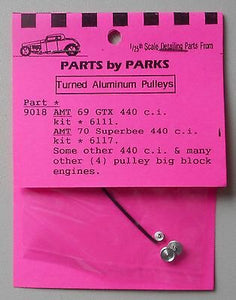 1/25th Scale Detailing Parts From
PARTS by PARKS
Turned Aluminum Pulleys
Part *
9018 AMT 69 GTX 440 c.i.
kit * 6111.
AMT 70 Superbee 440 c.i.
kit * 6117.
Some other 440 c.i. & many
other (4) pulley big block
engines.